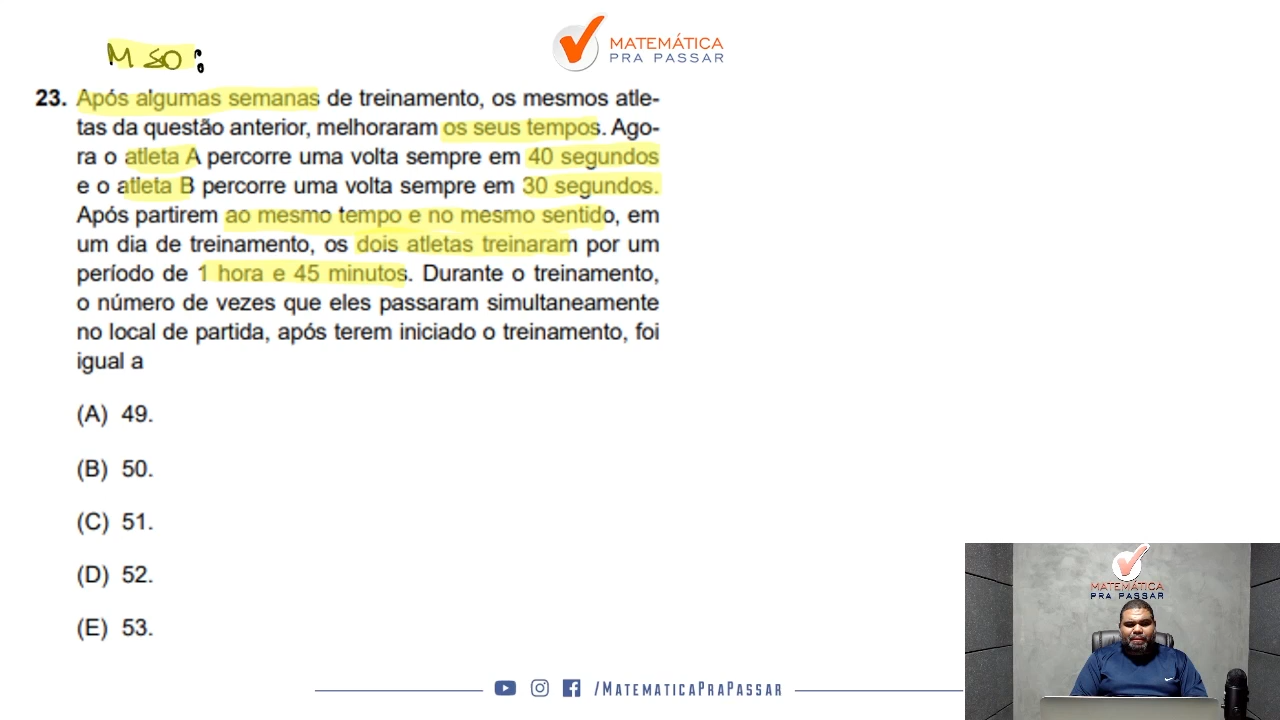 M SO :
MATEMÁTICA
PRA PASSAR
23. Após algumas semanas de treinamento, os mesmos atle-
tas da questão anterior, melhoraram os seus tempos. Ago-
ra o atleta A percorre uma volta sempre em 40 segundos
e o atleta B percorre uma volta sempre em 30 segundos.
Após partirem ao mesmo tempo e no mesmo sentido, em
um dia de treinamento, os dois atletas treinaram por um
período de 1 hora e 45 minutos. Durante o treinamento,
o número de vezes que eles passaram simultaneamente
no local de partida, após terem iniciado o treinamento, foi
igual a
(A) 49.
(B) 50.
(C) 51.
(D) 52.
(E) 53.
MATEMÁTICA
PRA PASSAR
/MATEMATICAPRAPASSAR